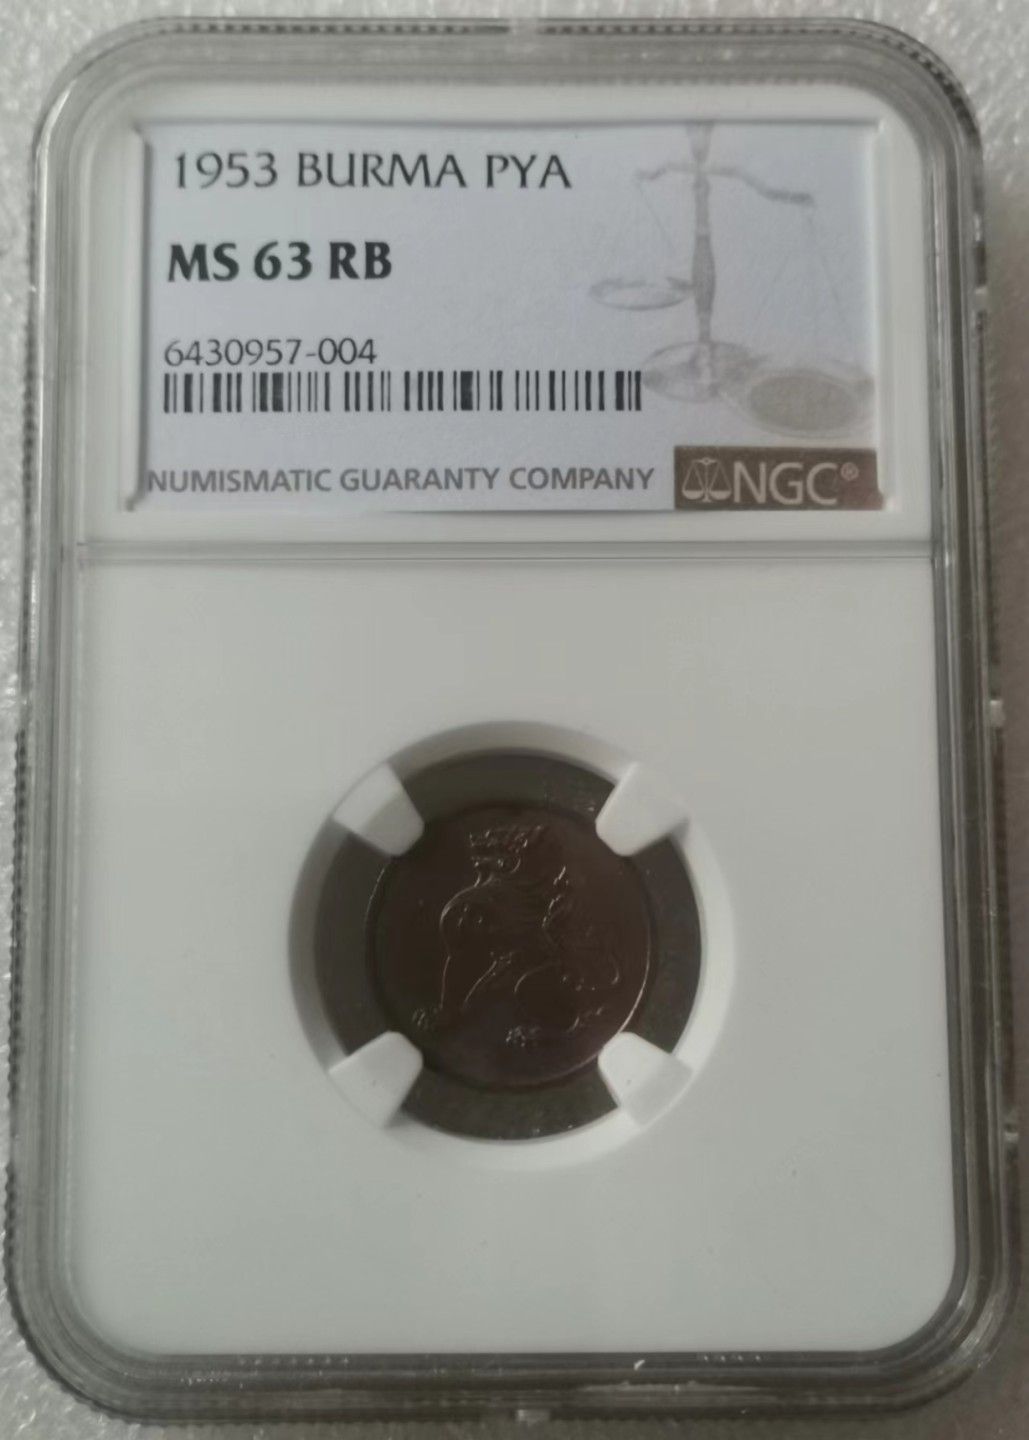 1953 BURMA PYA
MS 63 RB
6430957-004
NUMISMATIC GUARANTY COMPANY NGC®